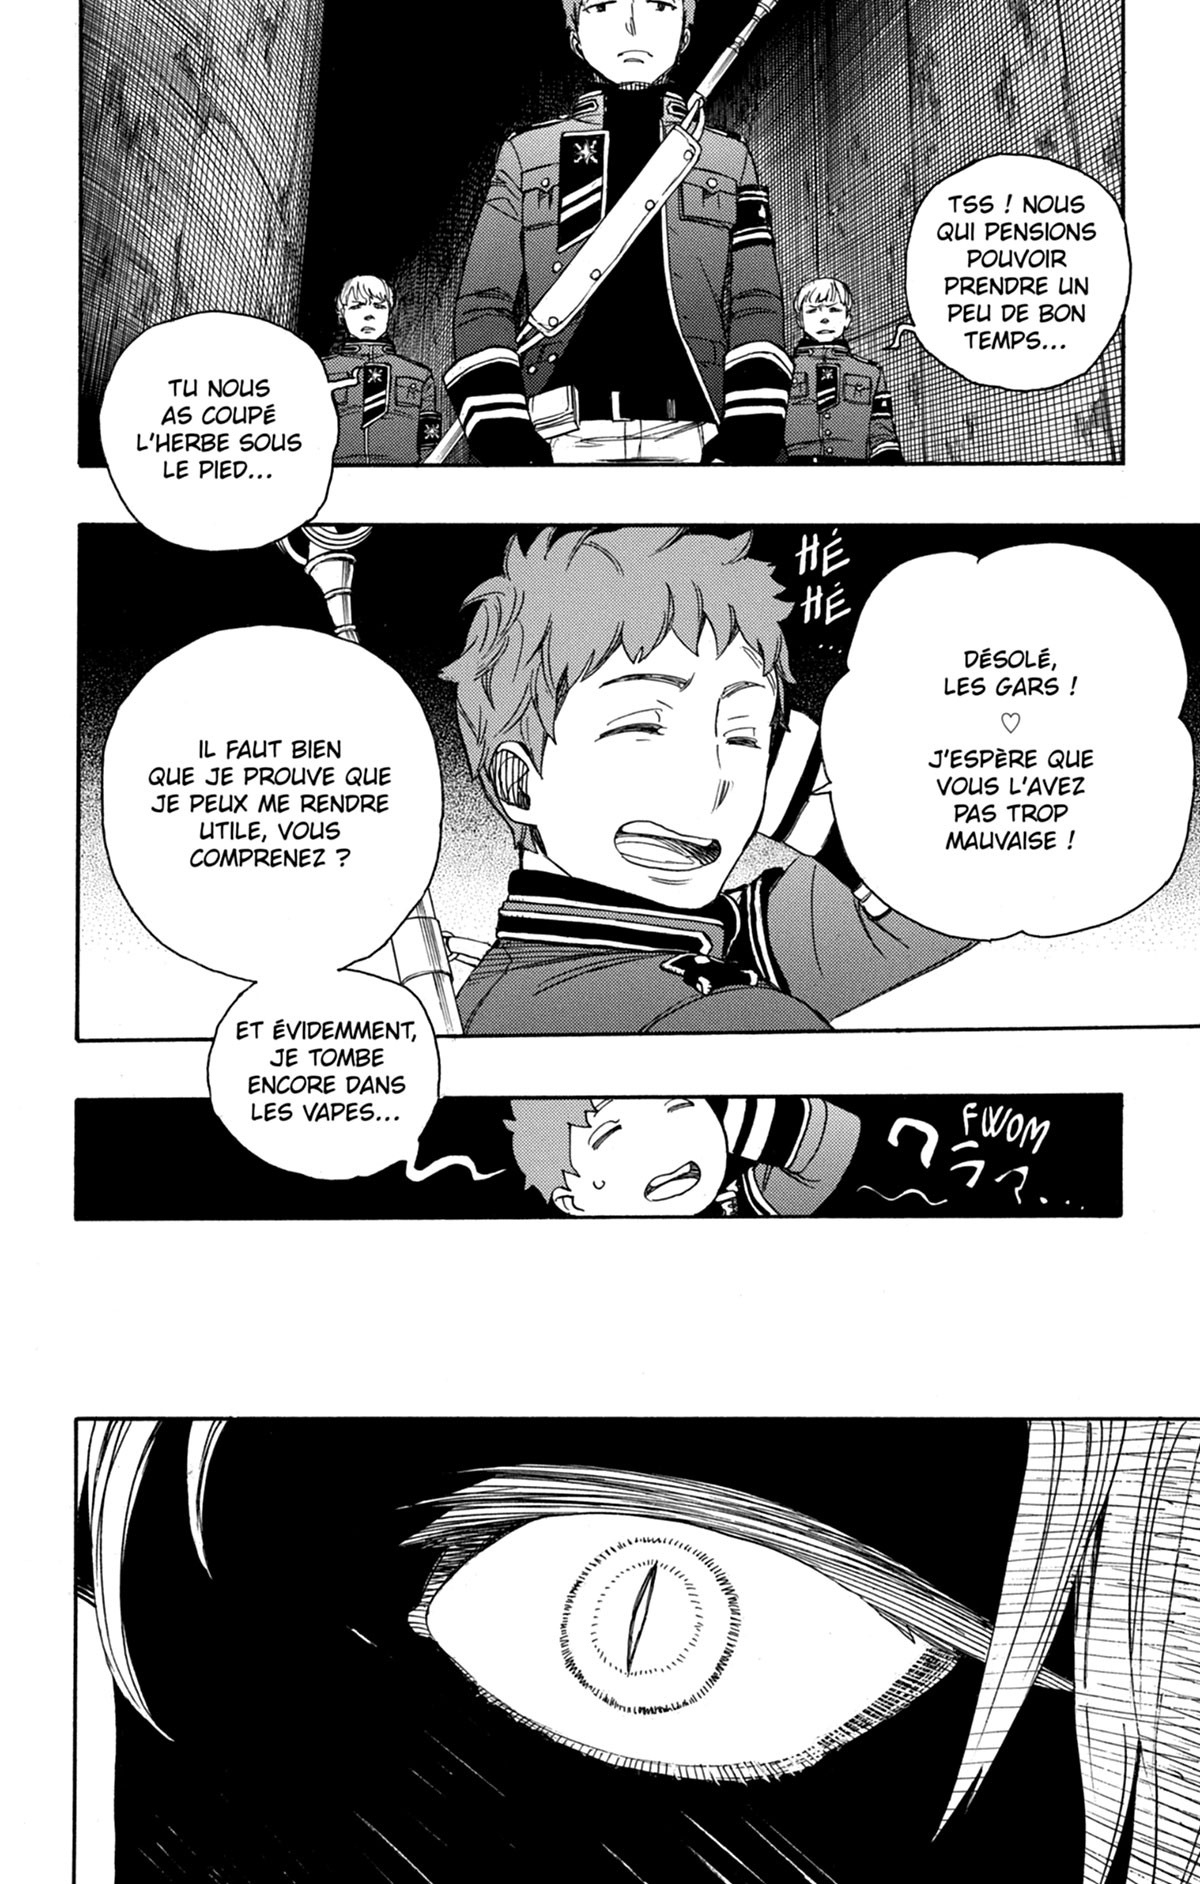 TSS ! NOUS
QUI PENSIONS
POUVOIR
PRENDRE UN
PEU DE BON
TEMPS...
TU NOUS
AS COUPÉ
L'HERBE SOUS
LE PIED...
HÉ
HÉ
...
DÉSOLÉ,
LES GARS !
♡
J'ESPÈRE QUE
VOUS L'AVEZ
PAS TROP
MAUVAISE !
IL FAUT BIEN
QUE JE PROUVE QUE
JE PEUX ME RENDRE
UTILE, VOUS
COMPRENEZ ?
ET ÉVIDEMMENT,
JE TOMBE
ENCORE DANS
LES VAPES...
FWOM
クラァ...